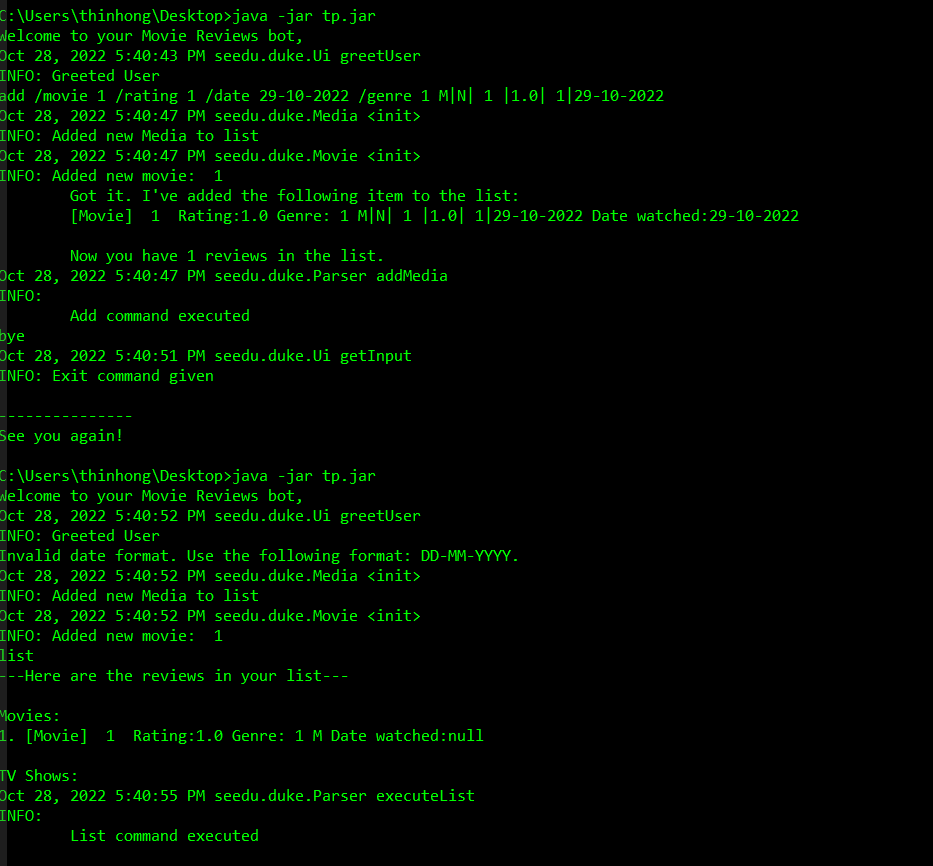 C:\Users\thinhong\Desktop>java -jar tp.jar
Welcome to your Movie Reviews bot,
Oct 28, 2022 5:40:43 PM seedu.duke.Ui greetUser
INFO: Greeted User
add /movie 1 /rating 1 /date 29-10-2022 /genre 1 M|N| 1 |1.0| 1|29-10-2022
Oct 28, 2022 5:40:47 PM seedu.duke.Media <init>
INFO: Added new Media to list
Oct 28, 2022 5:40:47 PM seedu.duke.Movie <init>
INFO: Added new movie:  1
Got it. I've added the following item to the list:
[Movie]  1  Rating:1.0 Genre: 1 M|N| 1 |1.0| 1|29-10-2022 Date watched:29-10-2022
Now you have 1 reviews in the list.
Oct 28, 2022 5:40:47 PM seedu.duke.Parser addMedia
INFO:
Add command executed
bye
Oct 28, 2022 5:40:51 PM seedu.duke.Ui getInput
INFO: Exit command given
---------------
See you again!
C:\Users\thinhong\Desktop>java -jar tp.jar
Welcome to your Movie Reviews bot,
Oct 28, 2022 5:40:52 PM seedu.duke.Ui greetUser
INFO: Greeted User
Invalid date format. Use the following format: DD-MM-YYYY.
Oct 28, 2022 5:40:52 PM seedu.duke.Media <init>
INFO: Added new Media to list
Oct 28, 2022 5:40:52 PM seedu.duke.Movie <init>
INFO: Added new movie:  1
list
---Here are the reviews in your list---
Movies:
1. [Movie]  1  Rating:1.0 Genre: 1 M Date watched:null
TV Shows:
Oct 28, 2022 5:40:55 PM seedu.duke.Parser executeList
INFO:
List command executed